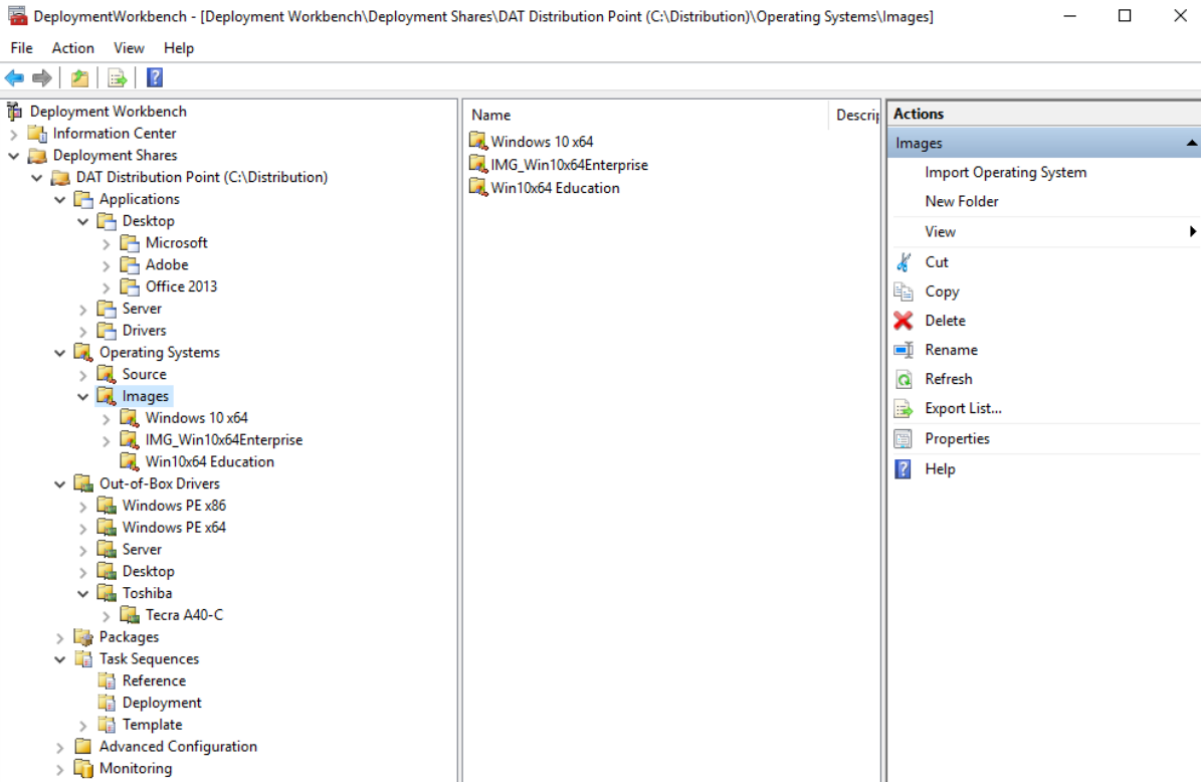 DeploymentWorkbench - [Deployment Workbench\Deployment Shares\DAT Distribution Point (C:\Distribution)\Operating Systems\Images]
File Action View Help
Deployment Workbench
Information Center
Deployment Shares
DAT Distribution Point (C:\Distribution)
Applications
Desktop
Microsoft
Adobe
Office 2013
Server
Drivers
Operating Systems
Source
Images
Windows 10 x64
IMG_Win10x64Enterprise
Win10x64 Education
Out-of-Box Drivers
Windows PE x86
Windows PE x64
Server
Desktop
Toshiba
Tecra A40-C
Packages
Task Sequences
Reference
Deployment
Template
Advanced Configuration
Monitoring
Name Descrip
Windows 10 x64
IMG_Win10x64Enterprise
Win10x64 Education
Actions
Images
Import Operating System
New Folder
View
Cut
Copy
Delete
Rename
Refresh
Export List...
Properties
Help